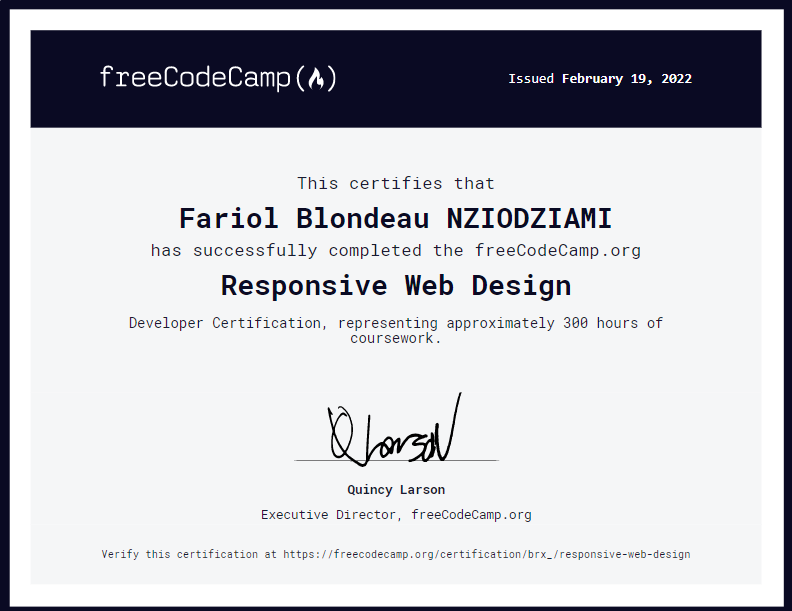 freeCodeCamp(🔥)
Issued February 19, 2022
This certifies that
Fariol Blondeau NZIODZIAMI
has successfully completed the freeCodeCamp.org
Responsive Web Design
Developer Certification, representing approximately 300 hours of
coursework.
Q Larson
Quincy Larson
Executive Director, freeCodeCamp.org
Verify this certification at https://freecodecamp.org/certification/brx_/responsive-web-design